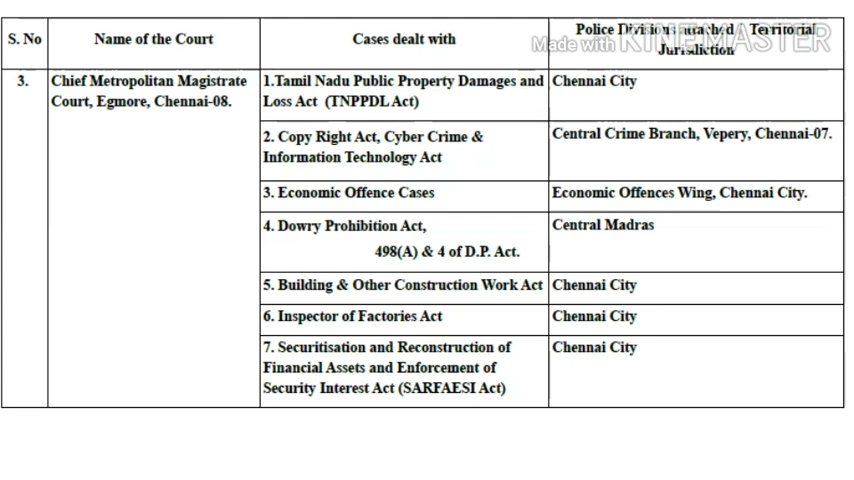 S. No
Name of the Court
Cases dealt with
Police Divisions attached / Territorial
Jurisdiction
Made with KINEMASTER
3.
Chief Metropolitan Magistrate
Court, Egmore, Chennai-08.
1.Tamil Nadu Public Property Damages and
Loss Act (TNPPDL Act)
Chennai City
2. Copy Right Act, Cyber Crime &
Information Technology Act
Central Crime Branch, Vepery, Chennai-07.
3. Economic Offence Cases
Economic Offences Wing, Chennai City.
4. Dowry Prohibition Act,
498(A) & 4 of D.P. Act.
Central Madras
5. Building & Other Construction Work Act
Chennai City
6. Inspector of Factories Act
Chennai City
7. Securitisation and Reconstruction of
Financial Assets and Enforcement of
Security Interest Act (SARFAESI Act)
Chennai City